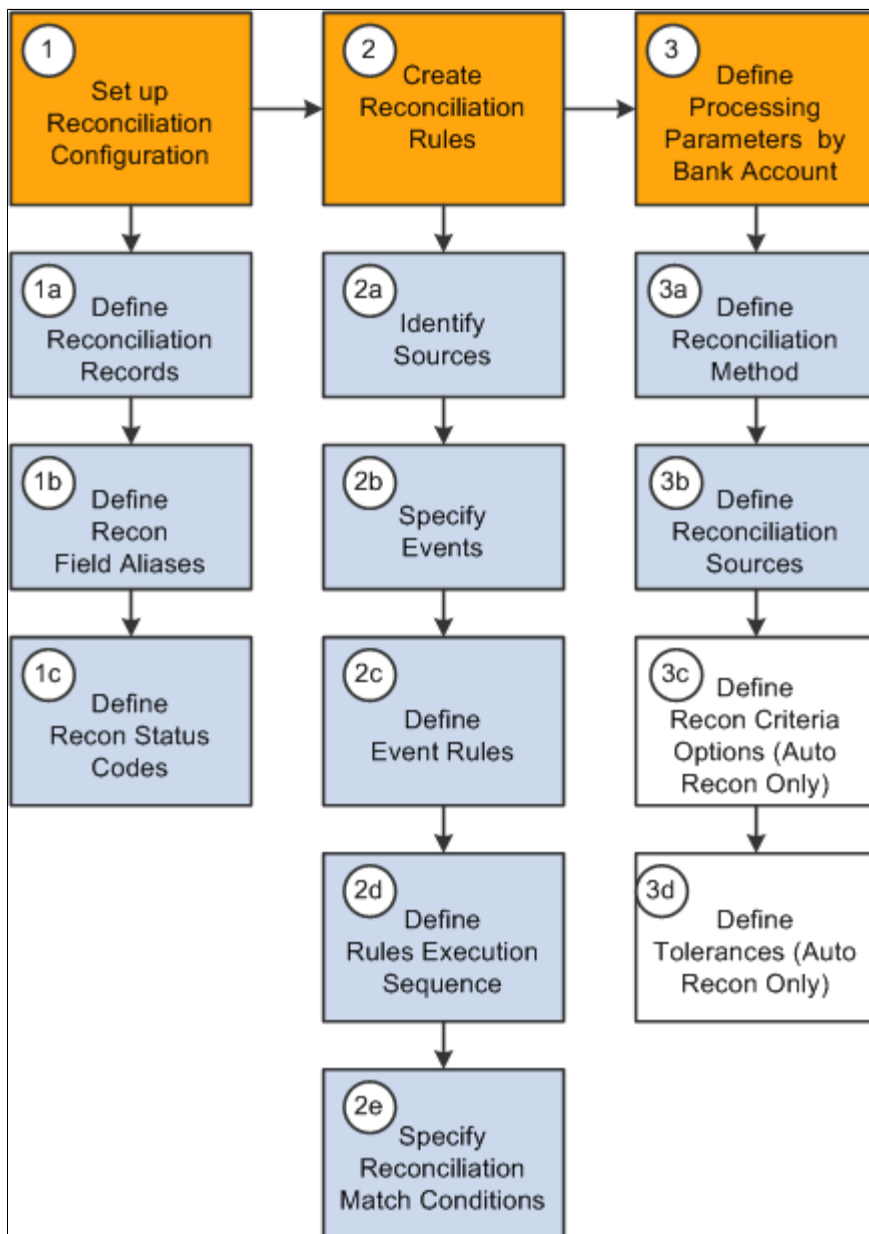 1
Set up
Reconciliation
Configuration
2
Create
Reconciliation
Rules
3
Define
Processing
Parameters by
Bank Account
1a
Define
Reconciliation
Records
1b
Define
Recon
Field Aliases
1c
Define
Recon Status
Codes
2a
Identify
Sources
2b
Specify
Events
2c
Define
Event Rules
2d
Define
Rules Execution
Sequence
2e
Specify
Reconciliation
Match Conditions
3a
Define
Reconciliation
Method
3b
Define
Reconciliation
Sources
3c
Define
Recon Criteria
Options (Auto
Recon Only)
3d
Define
Tolerances (Auto
Recon Only)